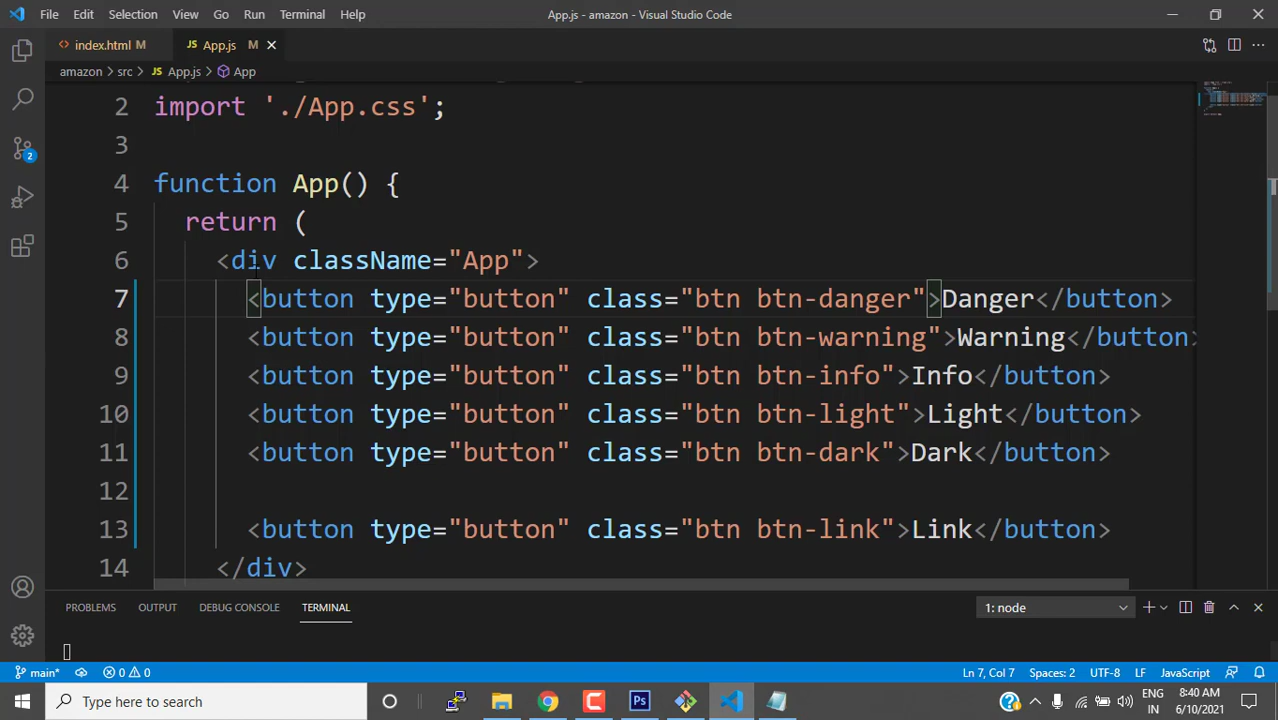 File Edit Selection View Go Run Terminal Help App.js - amazon - Visual Studio Code
index.html M JS App.js M
amazon > src > JS App.js > App
2 import './App.css';
3
4 function App() {
5 return (
6 <div className="App">
7 <button type="button" class="btn btn-danger">Danger</button>
8 <button type="button" class="btn btn-warning">Warning</button>
9 <button type="button" class="btn btn-info">Info</button>
10 <button type="button" class="btn btn-light">Light</button>
11 <button type="button" class="btn btn-dark">Dark</button>
12
13 <button type="button" class="btn btn-link">Link</button>
14 </div>
2
PROBLEMS OUTPUT DEBUG CONSOLE TERMINAL 1: node
main* 0 0 Ln 7, Col 7 Spaces: 2 UTF-8 LF JavaScript
Type here to search Ps ENG 8:40 AM
IN 6/10/2021